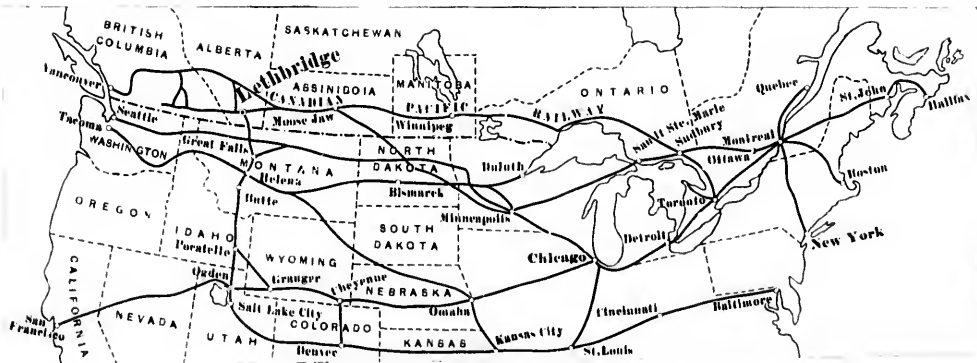 BRITISH
COLUMBIA
ALBERTA
SASKATCHEWAN
ASSINIDOIA
MANITOBA
ONTARIO
Vancouver
Lethbridge
CANADIAN
PACIFIC
RAILWAY
Seattle
Tacoma
Moose Jaw
Winnipeg
Sault Ste. Marie
Sudbury
Ottawa
Montreal
Quebec
St. John
Halifax
WASHINGTON
Great Falls
MONTANA
Helena
Butte
NORTH
DAKOTA
Bismarck
Duluth
Minneapolis
Toronto
Boston
OREGON
IDAHO
Pocatelle
WYOMING
SOUTH
DAKOTA
Chicago
Detroit
New York
Ogden
Granger
Cheyenne
NEBRASKA
Omaha
CALIFORNIA
San
Francisco
NEVADA
Salt Lake City
UTAH
COLORADO
Denver
KANSAS
Kansas City
St. Louis
Cincinnati
Baltimore